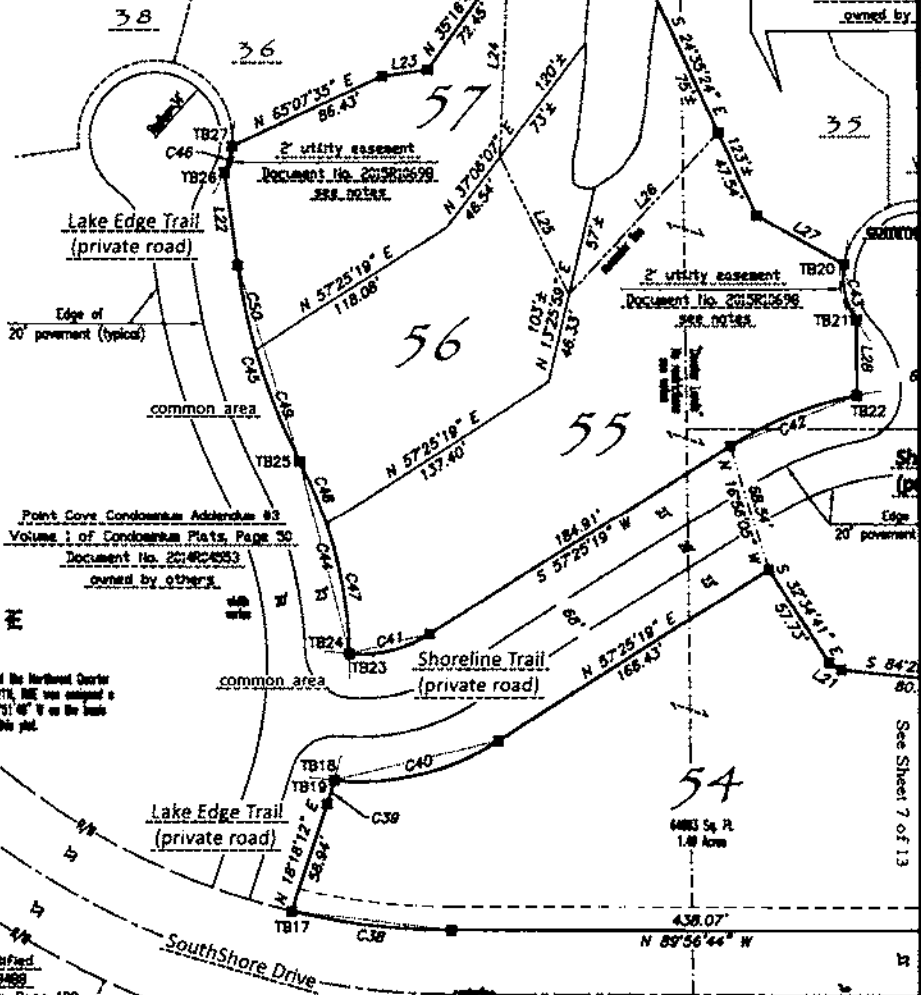 38
36
35
owned by
L23
N 35°16'
72.45'
L24
N 65°07'35" E
86.43'
57
120'±
73'±
S 24°35'24" E
75'±
123'±
47.54'
TB27
C46
TB26
2' utility easement
Document No. 2015R10698
see notes
N 37°08'07" E
46.54'
L25
L26
57'±
L27
Lake Edge Trail
(private road)
L22
N 57°25'19" E
118.08'
103'±
N 13°25'59" E
46.33'
2' utility easement
Document No. 2015R10698
see notes
TB20
C43
TB21
L28
TB22
Edge of
20' pavement (typical)
C50
C45
C49
56
55
common area
TB25
N 57°25'19" E
137.40'
C42
C48
Point Cove Condominium Addendum #3
Volume 1 of Condominium Plats, Page 50
Document No. 2014R04553
owned by others
184.91'
S 57°25'19" W
N 16°56'05" W
68.54'
Edge
20' pavement
C44
C47
66'
S 32°34'41" E
57.73'
TB24
TB23
C41
L21
S 84°2
80.
Shoreline Trail
(private road)
N 57°25'19" E
166.43'
common area
See Sheet 7 of 13
TB18
TB19
C40
C39
54
1.49 Acres
Lake Edge Trail
(private road)
R/W
N 18°18'12" E
58.94'
TB17
C38
438.07'
N 89°56'44" W
SouthShore Drive
R/W